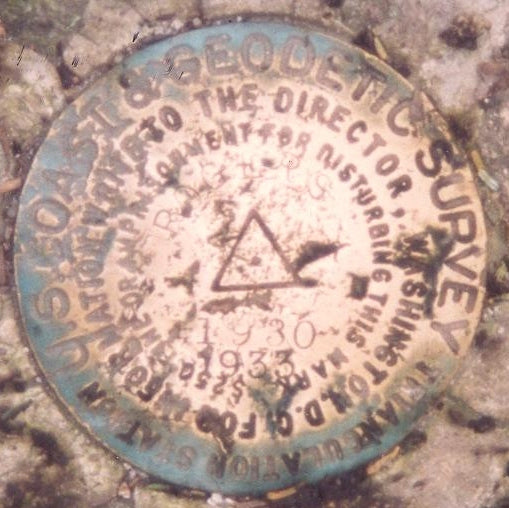 U.S. COAST & GEODETIC SURVEY
TRIANGULATION STATION
FOR INFORMATION WRITE TO THE DIRECTOR, WASHINGTON, D.C.
$250 FINE OR IMPRISONMENT FOR DISTURBING THIS MARK.
1930
1933